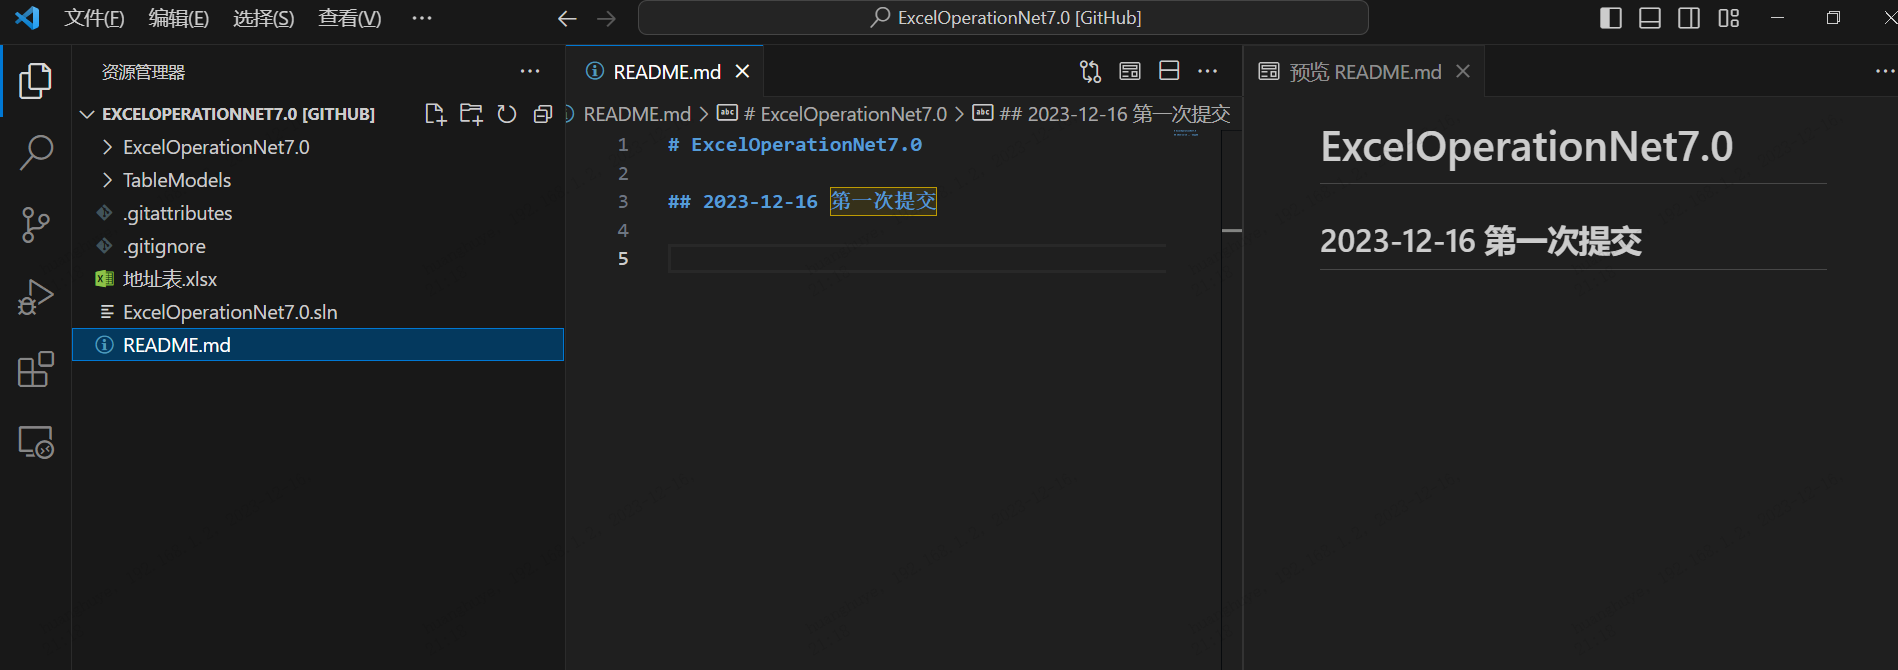 文件(F) 编辑(E) 选择(S) 查看(V) ··· ExcelOperationNet7.0 [GitHub]
资源管理器 ···
EXCELOPERATIONNET7.0 [GITHUB]
ExcelOperationNet7.0
TableModels
.gitattributes
.gitignore
地址表.xlsx
ExcelOperationNet7.0.sln
README.md
README.md ···
README.md > # ExcelOperationNet7.0 > ## 2023-12-16 第一次提交
1 # ExcelOperationNet7.0
2
3 ## 2023-12-16 第一次提交
4
5
预览 README.md ···
ExcelOperationNet7.0
2023-12-16 第一次提交